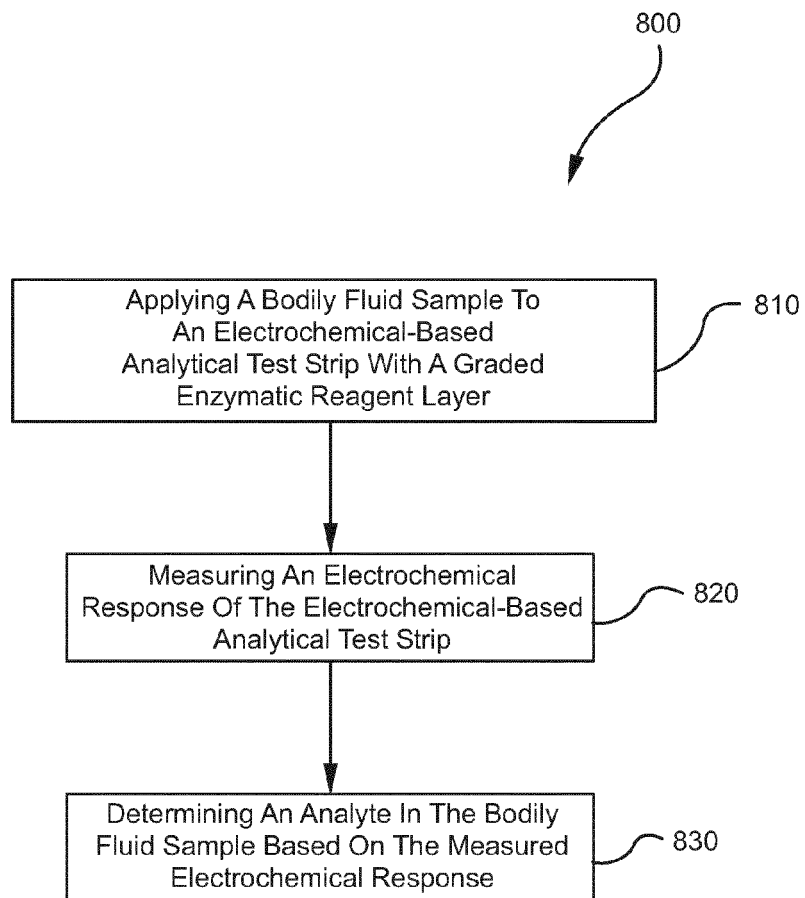 800
Applying A Bodily Fluid Sample To
An Electrochemical-Based
Analytical Test Strip With A Graded
Enzymatic Reagent Layer
810
Measuring An Electrochemical
Response Of The Electrochemical-Based
Analytical Test Strip
820
Determining An Analyte In The Bodily
Fluid Sample Based On The Measured
Electrochemical Response
830